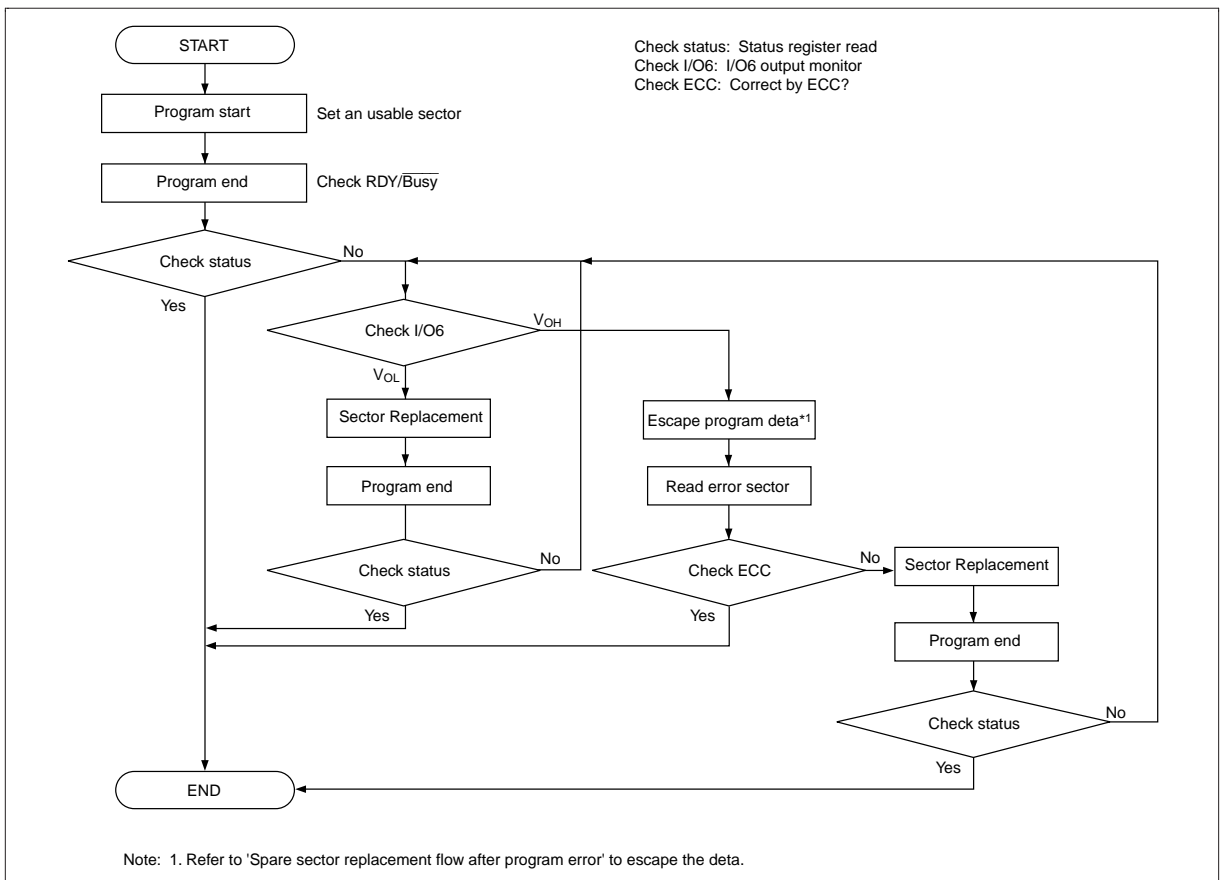 START
Check status: Status register read
Check I/O6: I/O6 output monitor
Check ECC: Correct by ECC?
Program start
Set an usable sector
Program end
Check RDY/B̅u̅s̅y̅
Check status
No
Yes
Check I/O6
VOH
VOL
Sector Replacement
Escape program deta*1
Program end
Read error sector
Check status
No
Yes
Check ECC
No
Yes
Sector Replacement
Program end
Check status
No
Yes
END
Note: 1. Refer to 'Spare sector replacement flow after program error' to escape the deta.